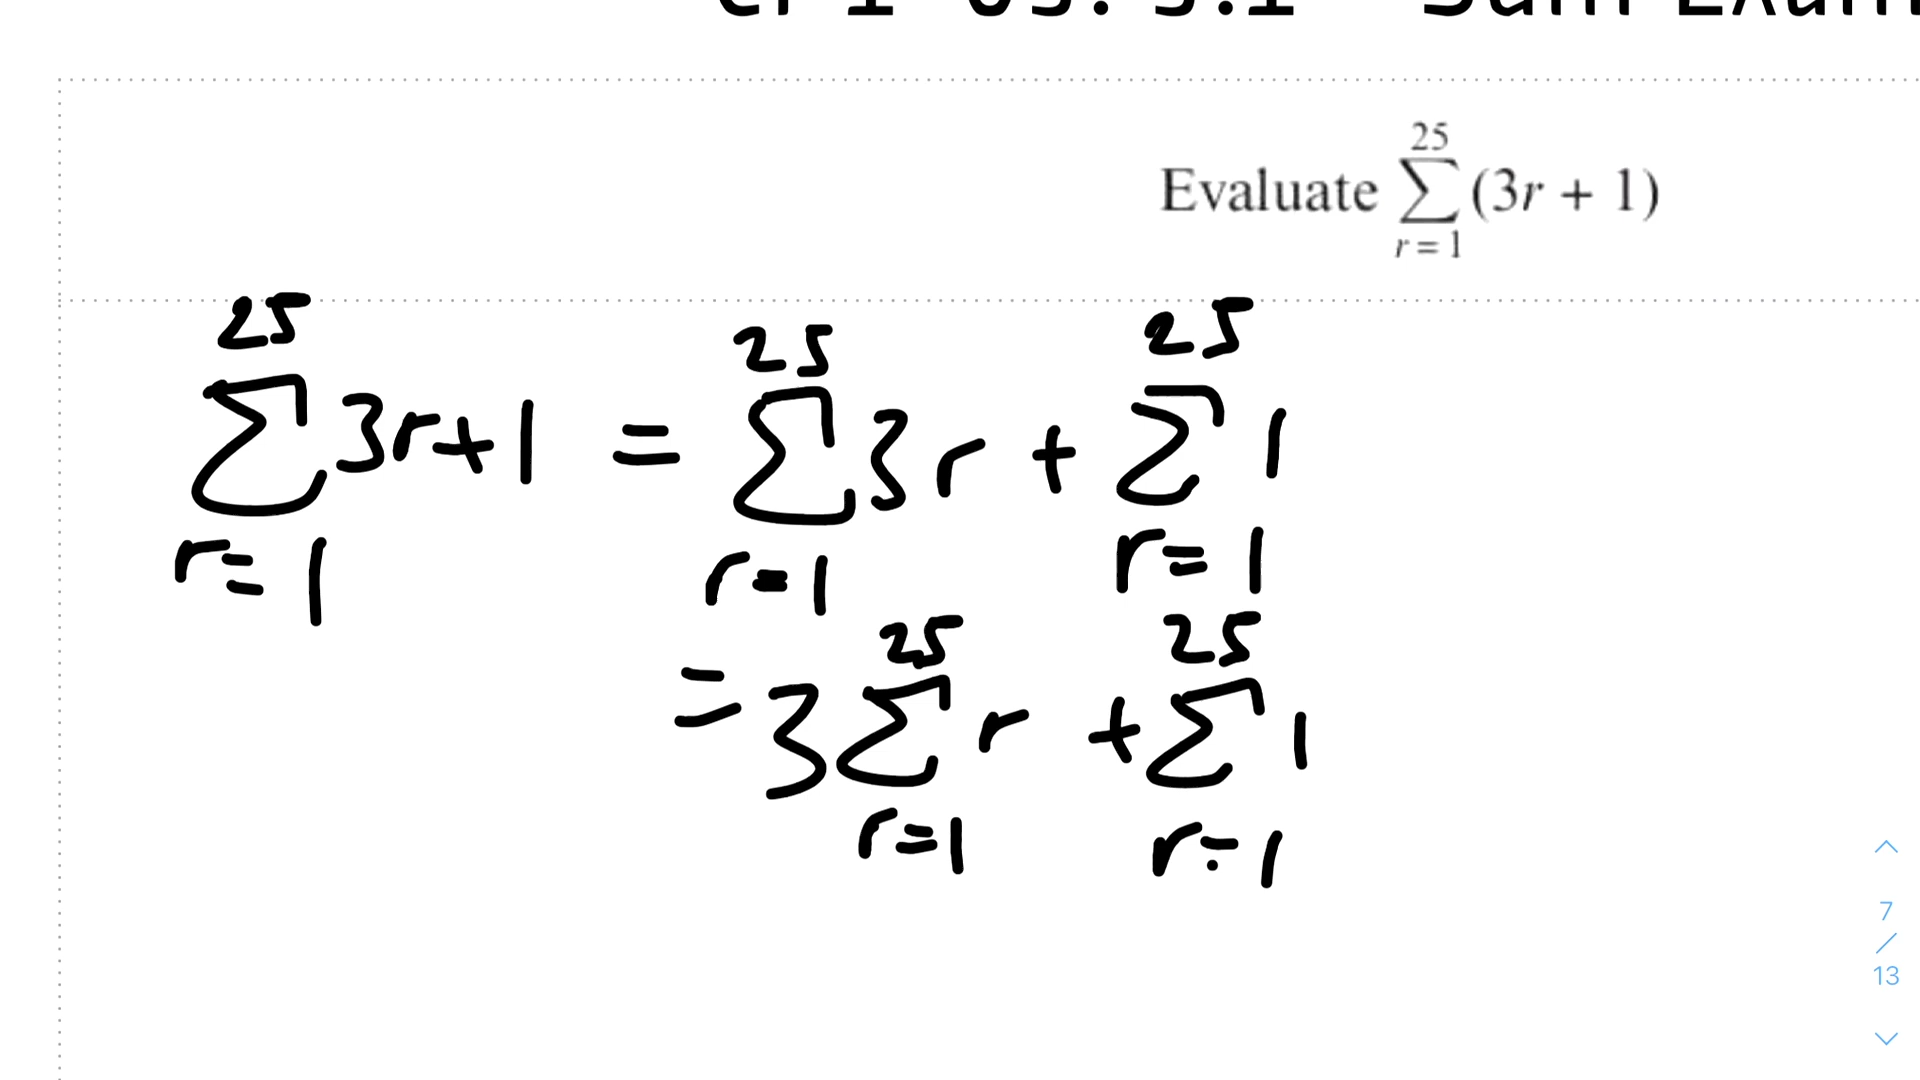 Evaluate
25
∑ (3r + 1)
r = 1
25 25 25
∑ 3r+1 = ∑ 3r + ∑ 1
r = 1 r = 1 r = 1
25 25
= 3 ∑ r + ∑ 1
r = 1 r = 1
7
/
13